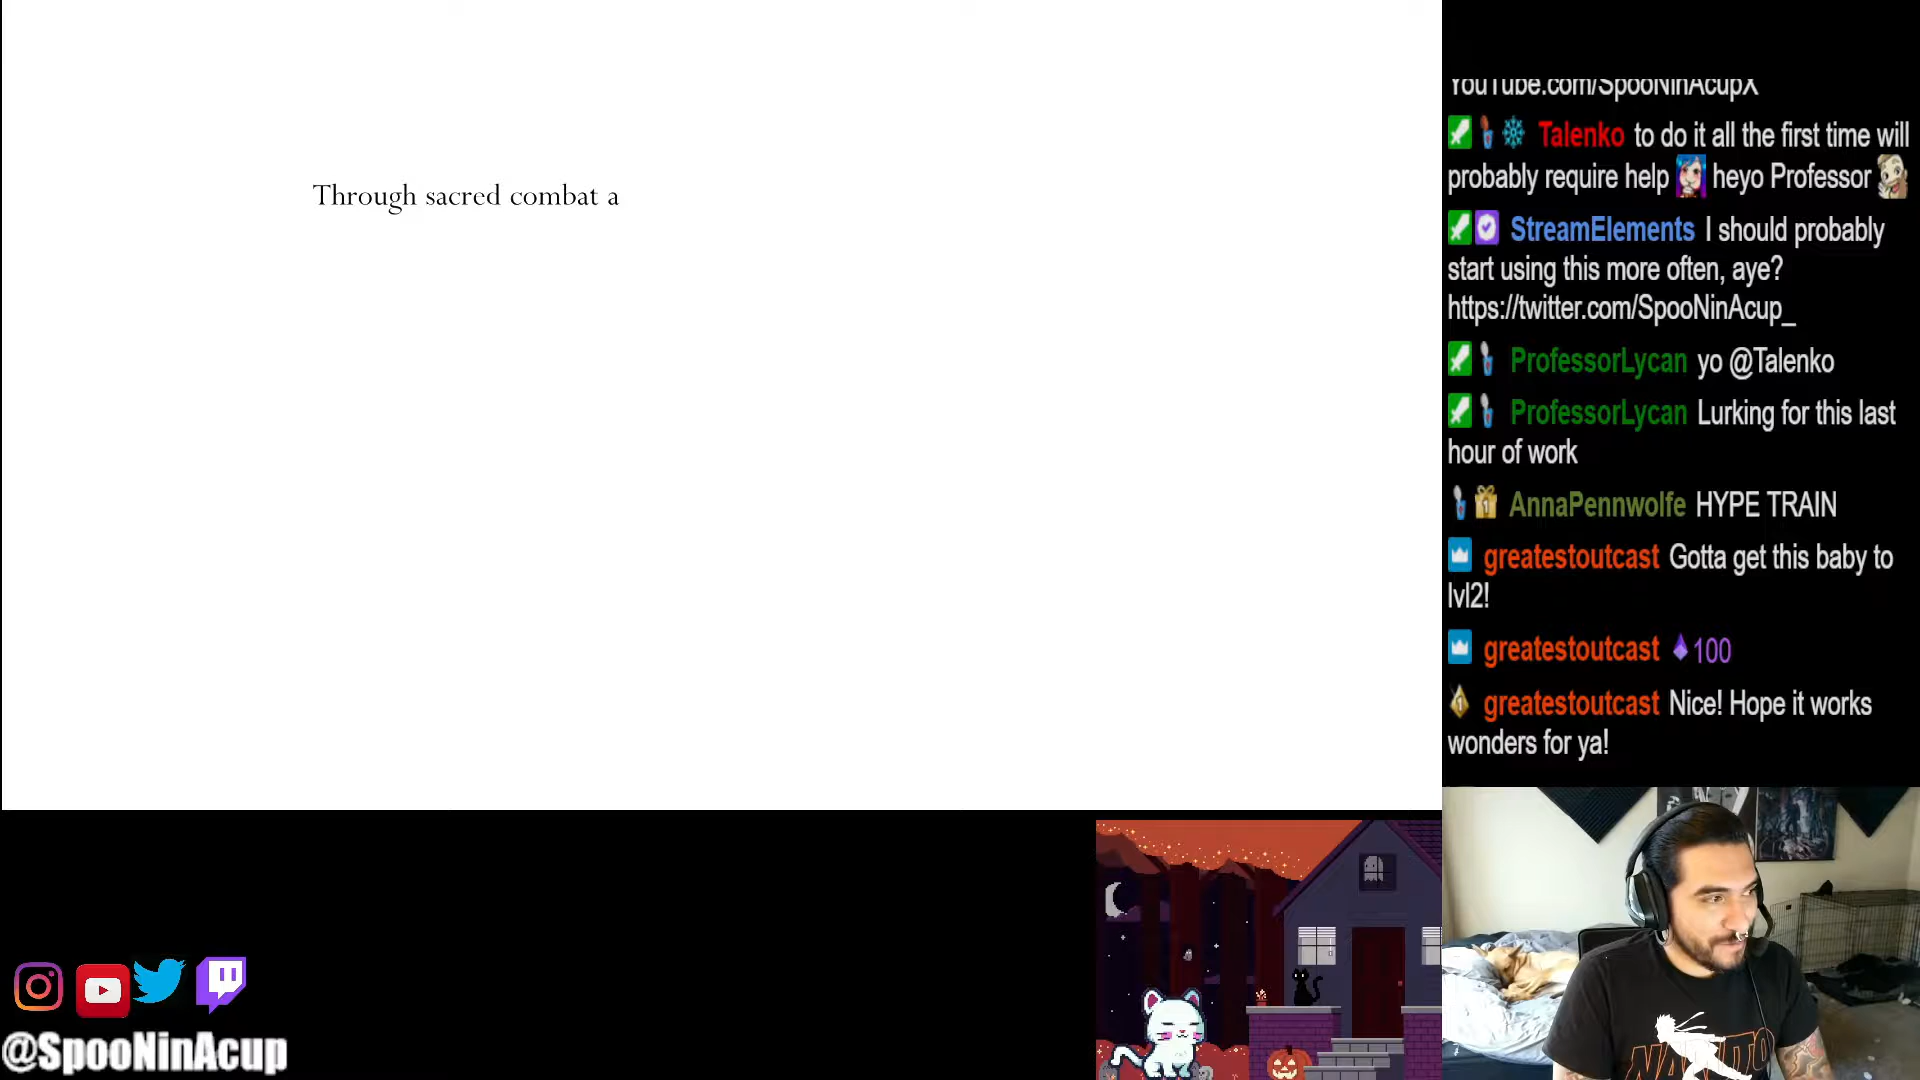 Through sacred combat a
YouTube.com/SpooNinAcupX
Talenko to do it all the first time will
probably require help heyo Professor
StreamElements I should probably
start using this more often, aye?
https://twitter.com/SpooNinAcup_
ProfessorLycan yo @Talenko
ProfessorLycan Lurking for this last
hour of work
AnnaPennwolfe HYPE TRAIN
greatestoutcast Gotta get this baby to
lvl2!
greatestoutcast 100
greatestoutcast Nice! Hope it works
wonders for ya!
@SpooNinAcup
NARUTO